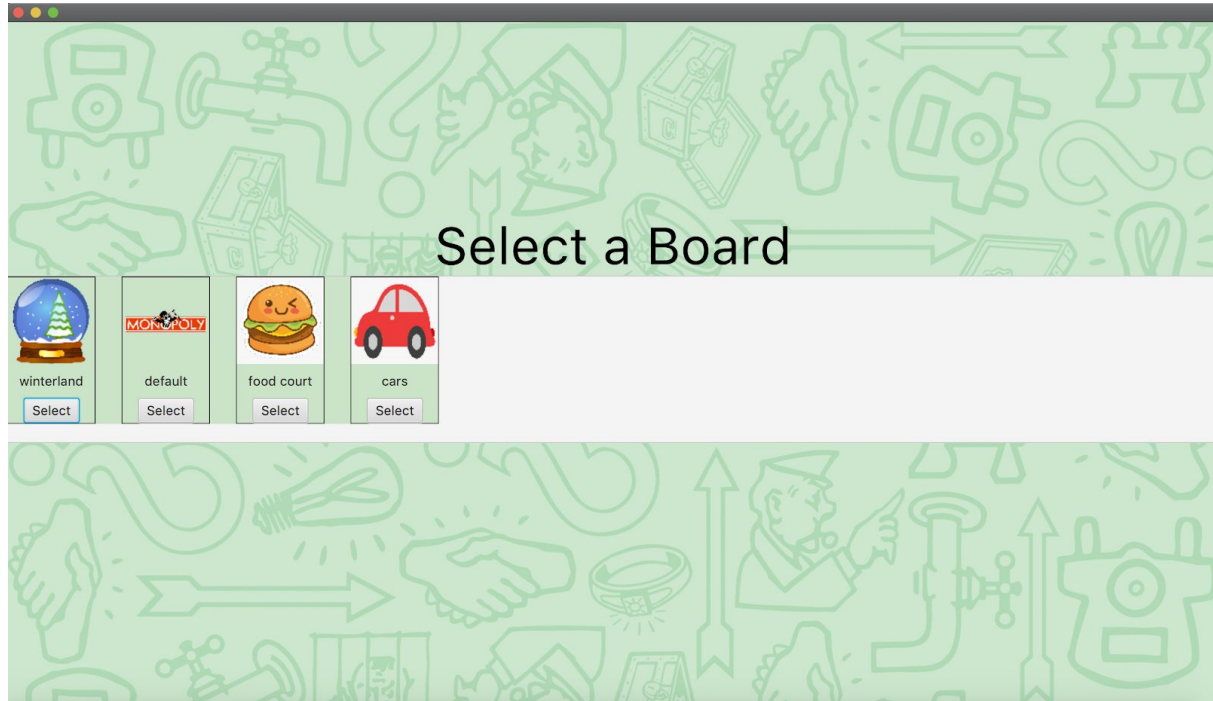 Select a Board
MONOPOLY
winterland
default
food court
cars
Select
Select
Select
Select